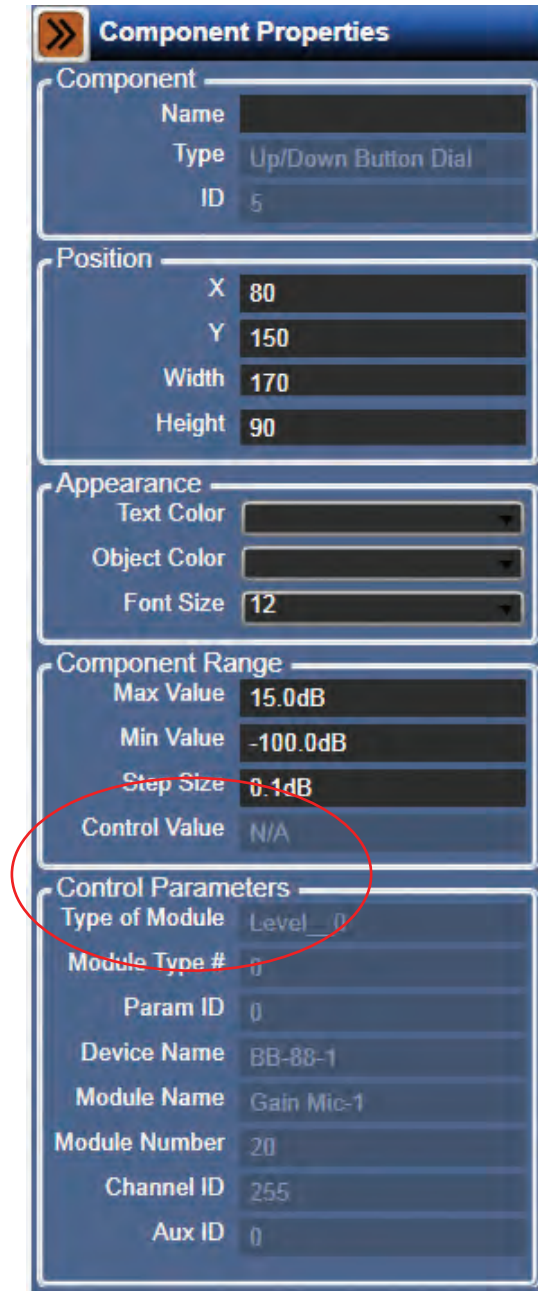 Component Properties
Component
Name
Type Up/Down Button Dial
ID 5
Position
X 80
Y 150
Width 170
Height 90
Appearance
Text Color
Object Color
Font Size 12
Component Range
Max Value 15.0dB
Min Value -100.0dB
Step Size 0.1dB
Control Value N/A
Control Parameters
Type of Module Level__0
Module Type # 0
Param ID 0
Device Name BB-88-1
Module Name Gain Mic-1
Module Number 20
Channel ID 255
Aux ID 0